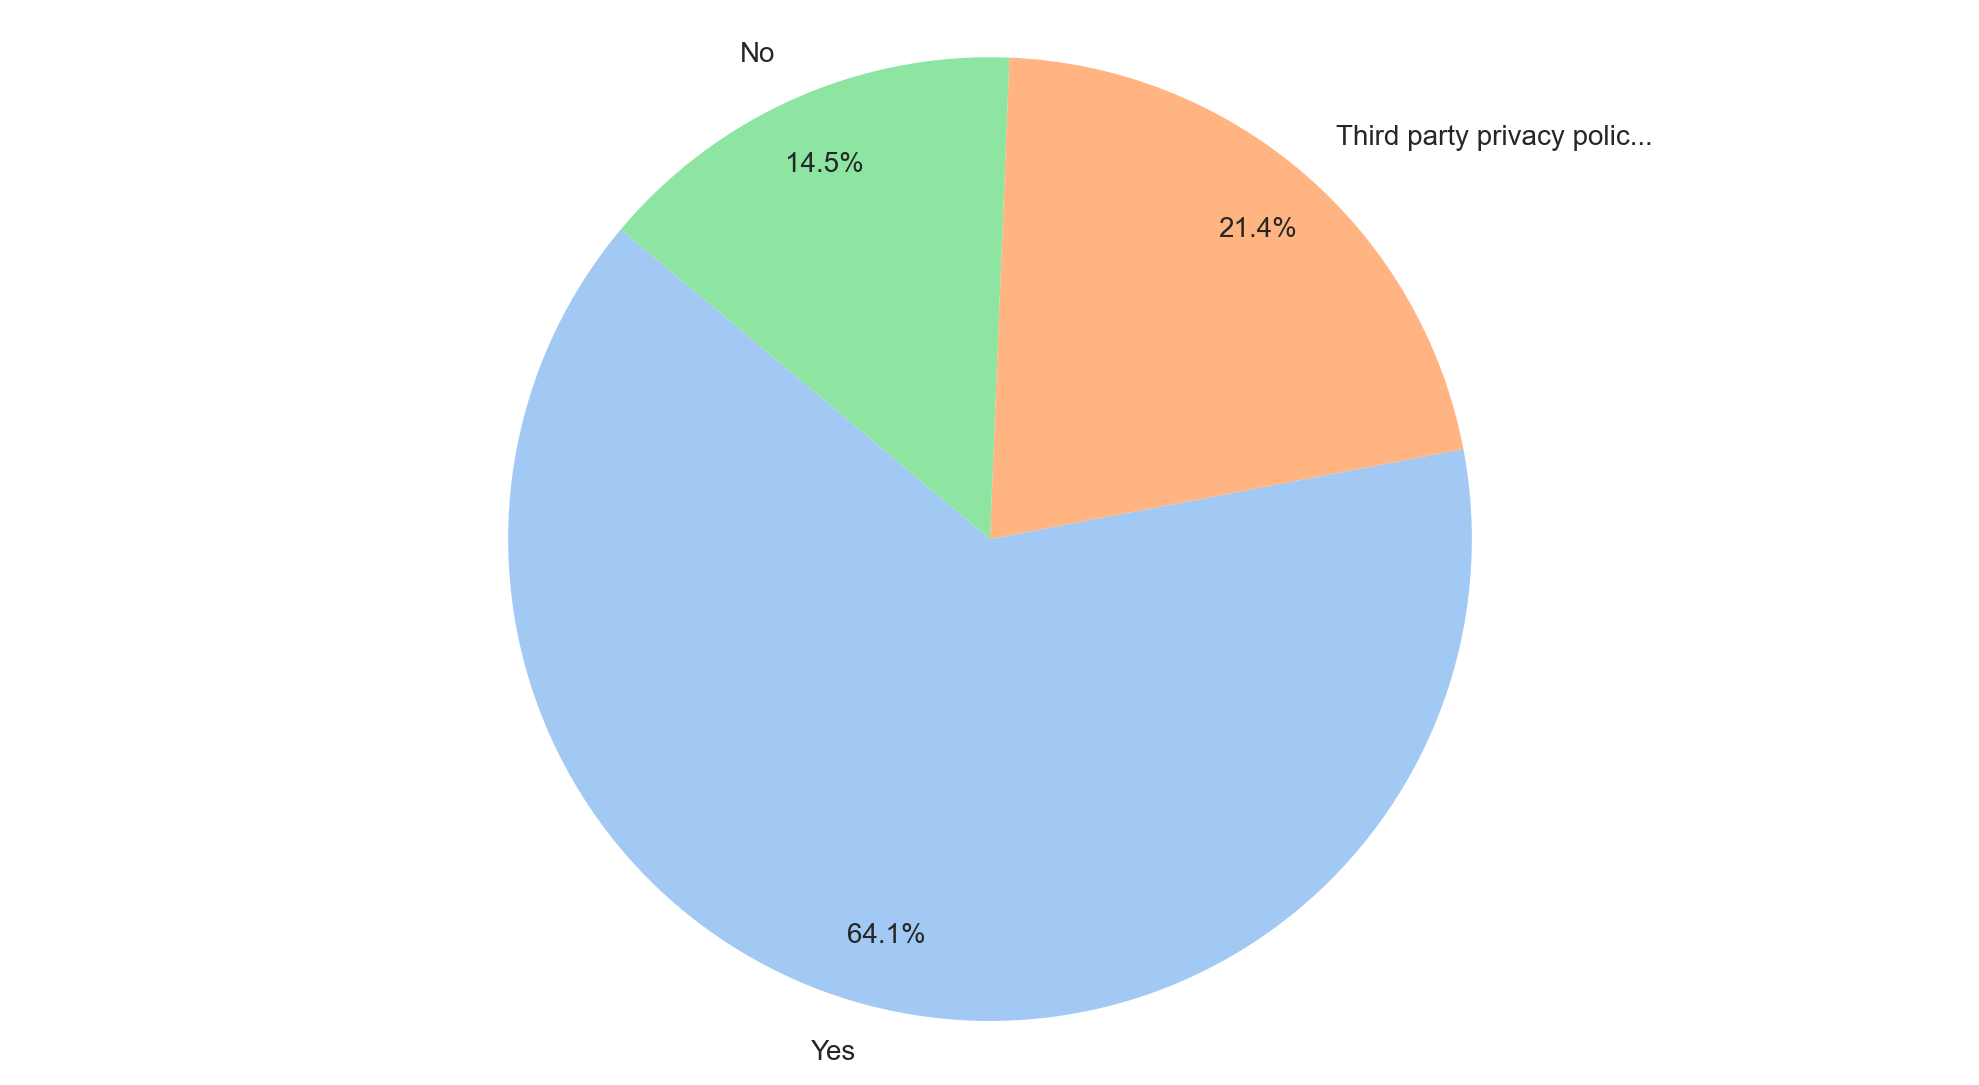 No
Third party privacy polic...
14.5%
21.4%
64.1%
Yes